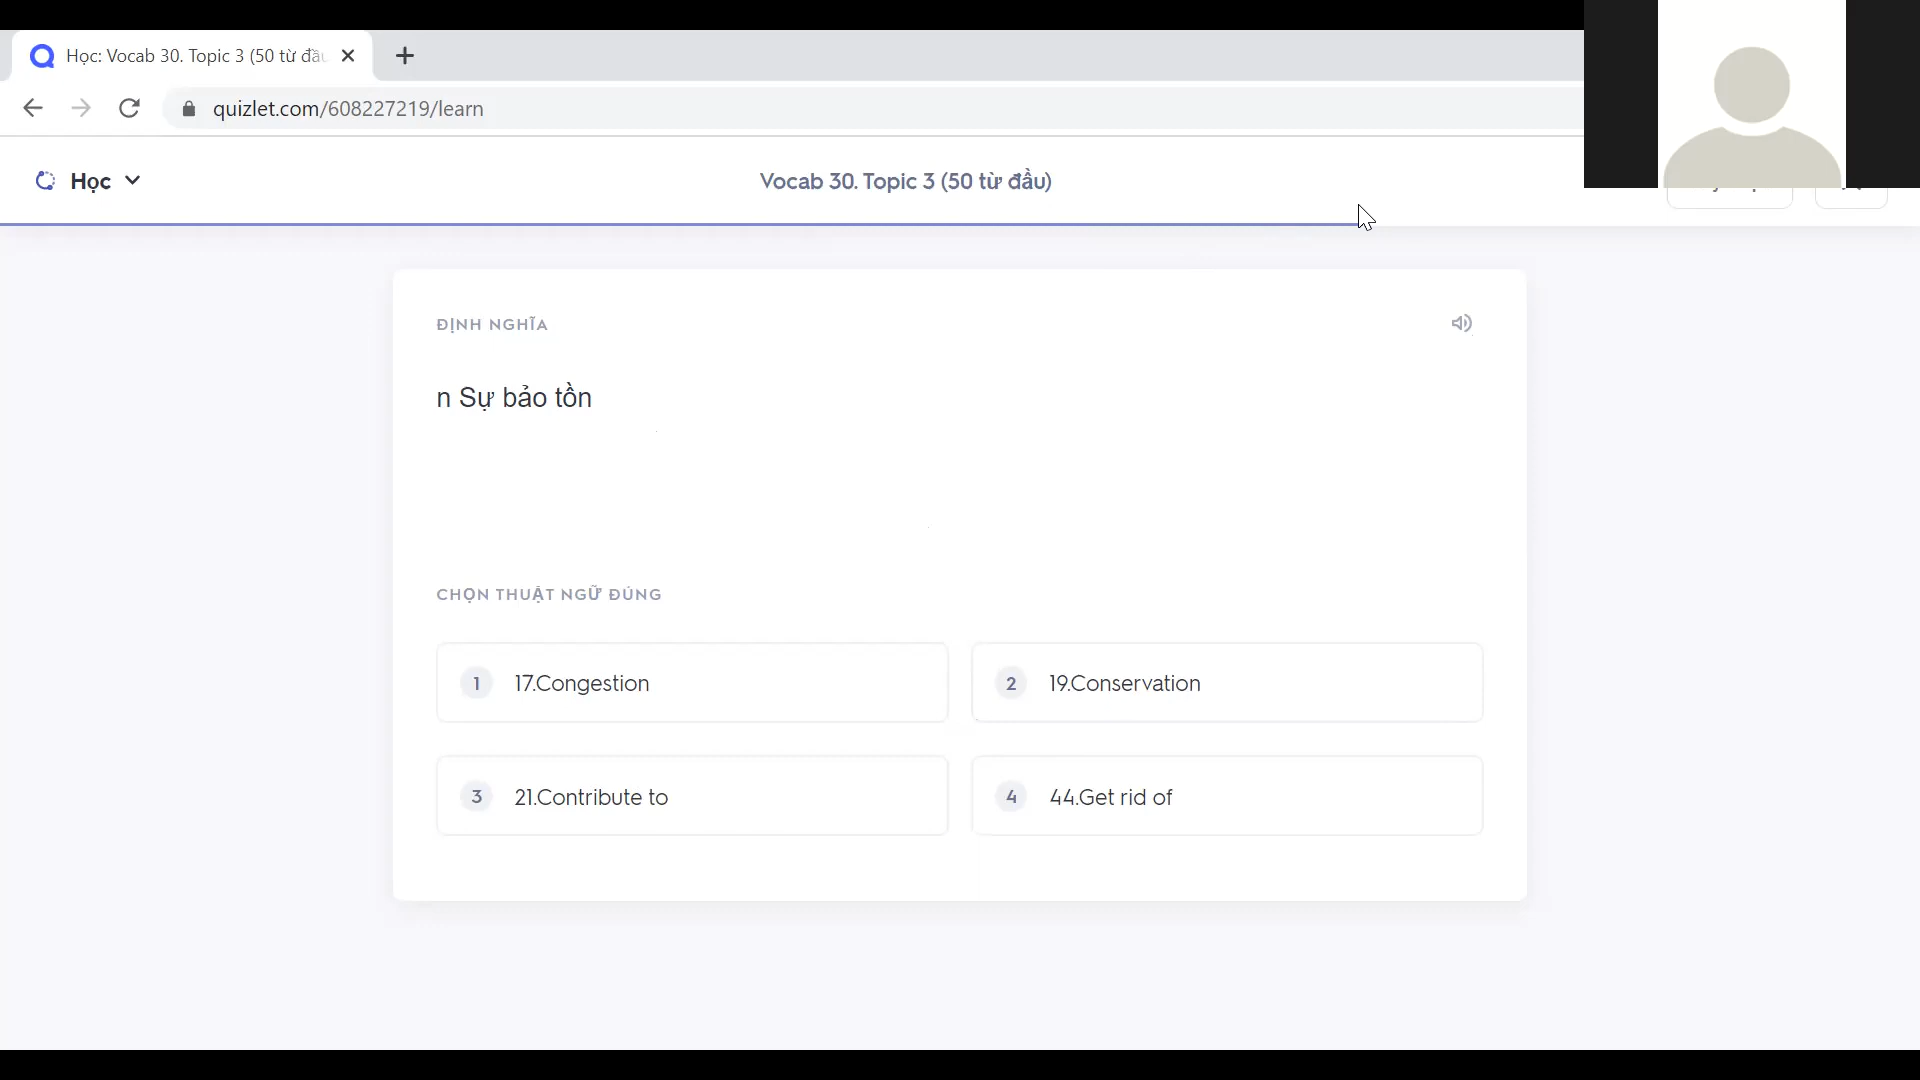 Học: Vocab 30. Topic 3 (50 từ đầu
quizlet.com/608227219/learn
Học
Vocab 30. Topic 3 (50 từ đầu)
ĐỊNH NGHĨA
n Sự bảo tồn
CHỌN THUẬT NGỮ ĐÚNG
1 17.Congestion
2 19.Conservation
3 21.Contribute to
4 44.Get rid of